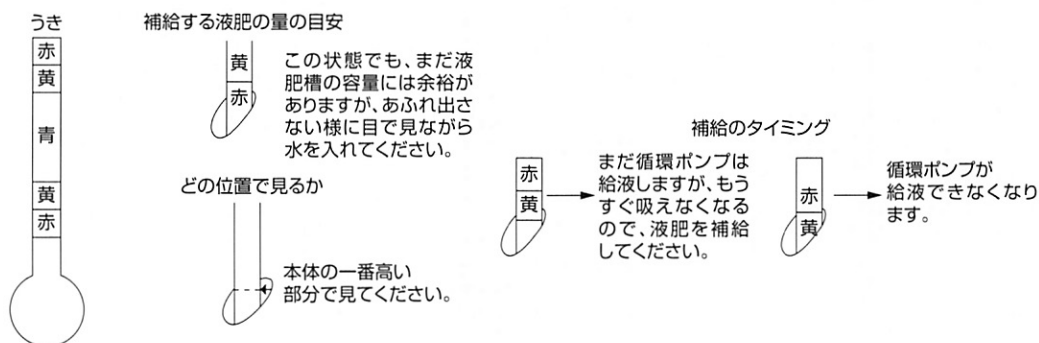 うき
赤
黄
青
黄
赤
補給する液肥の量の目安
黄
赤
この状態でも、まだ液
肥槽の容量には余裕が
ありますが、あふれ出さ
ない様に目で見ながら
水を入れてください。
どの位置で見るか
本体の一番高い
部分で見てください。
補給のタイミング
赤
黄
まだ循環ポンプは
給液しますが、もう
すぐ吸えなくなる
ので、液肥を補給
してください。
赤
黄
循環ポンプが
給液できなくなり
ます。